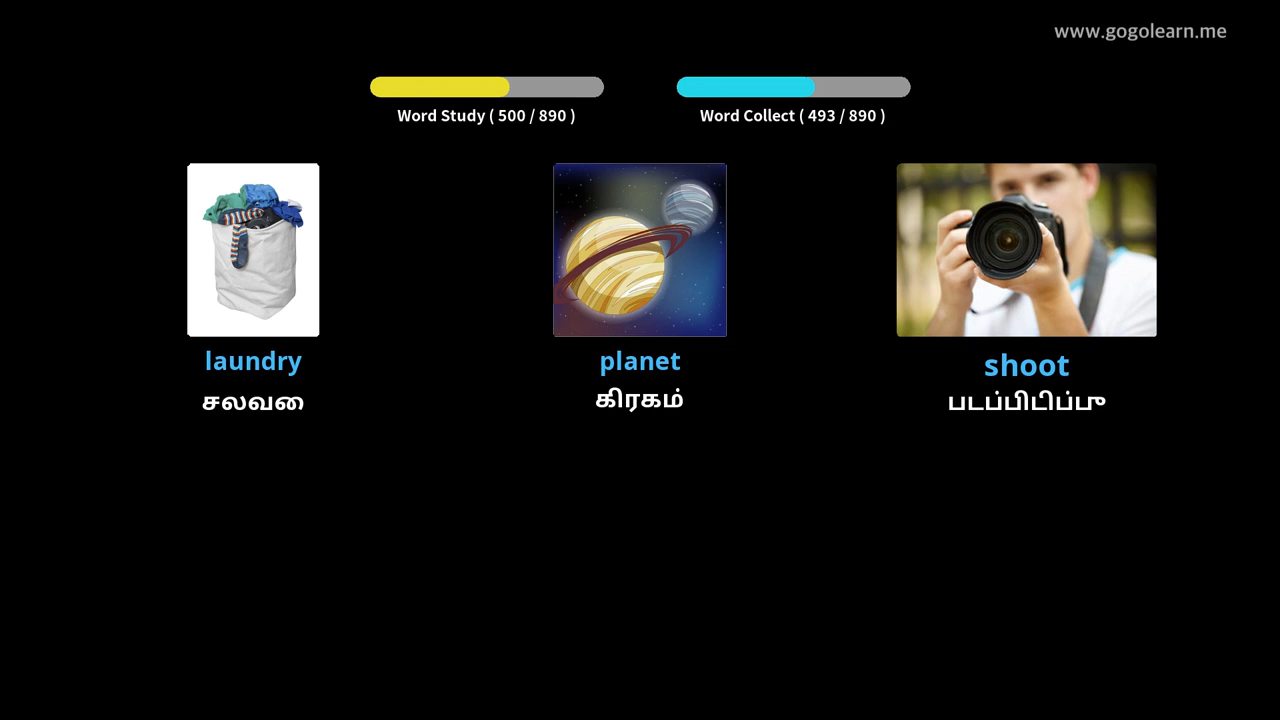 www.gogolearn.me
Word Study ( 500 / 890 )
Word Collect ( 493 / 890 )
laundry
planet
shoot
சலவை
கிரகம்
படப்பிடிப்பு